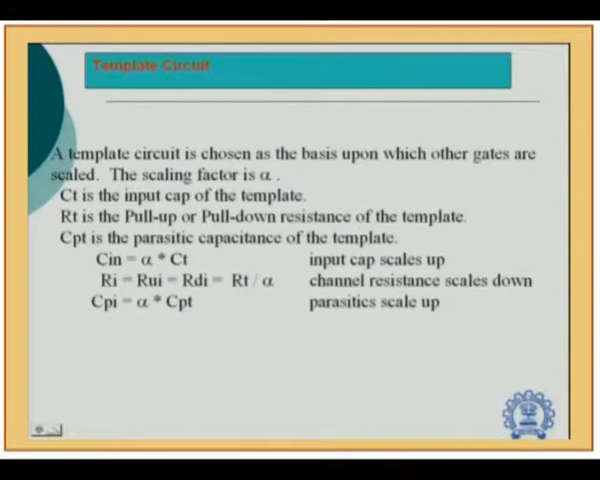 Template Circuit
A template circuit is chosen as the basis upon which other gates are
scaled. The scaling factor is α .
Ct is the input cap of the template.
Rt is the Pull-up or Pull-down resistance of the template.
Cpt is the parasitic capacitance of the template.
Cin = α * Ct input cap scales up
Ri = Rui = Rdi = Rt / α channel resistance scales down
Cpi = α * Cpt parasitics scale up